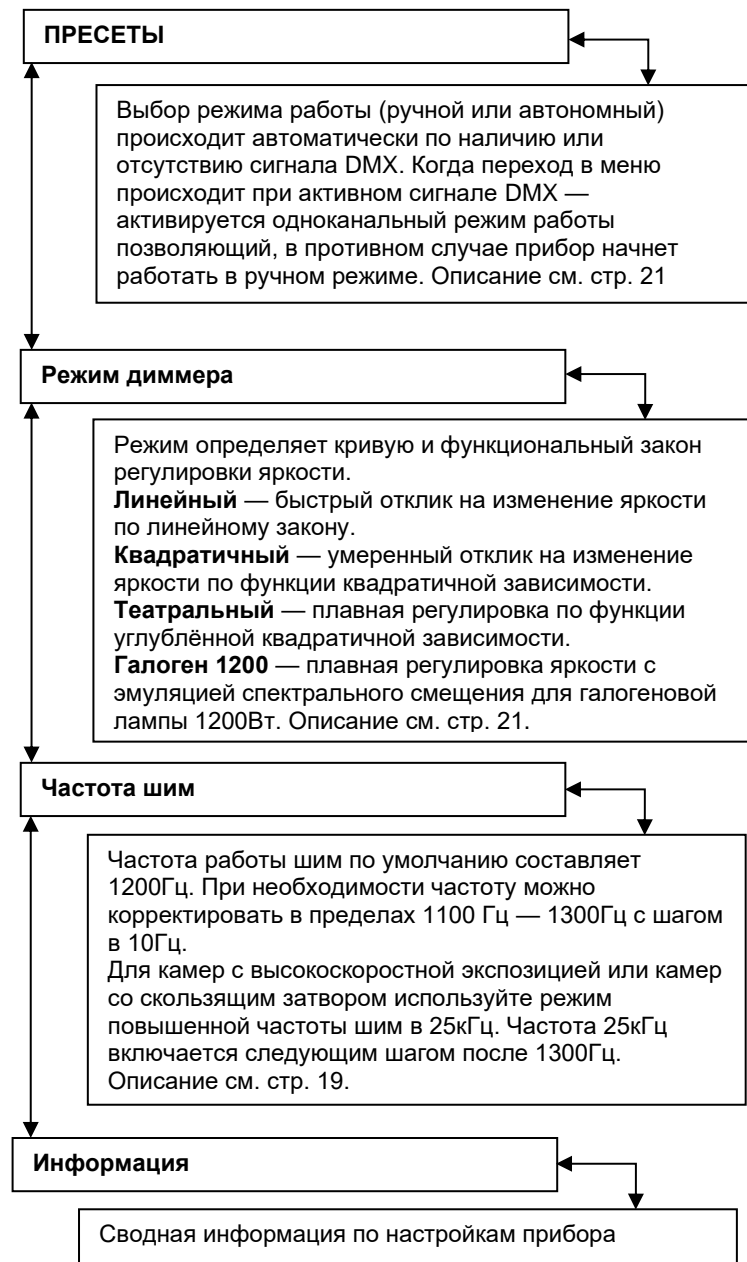 ПРЕСЕТЫ
Выбор режима работы (ручной или автономный)
происходит автоматически по наличию или
отсутствию сигнала DMX. Когда переход в меню
происходит при активном сигнале DMX —
активируется одноканальный режим работы
позволяющий, в противном случае прибор начнет
работать в ручном режиме. Описание см. стр. 21
Режим диммера
Режим определяет кривую и функциональный закон
регулировки яркости.
Линейный — быстрый отклик на изменение яркости
по линейному закону.
Квадратичный — умеренный отклик на изменение
яркости по функции квадратичной зависимости.
Театральный — плавная регулировка по функции
углублённой квадратичной зависимости.
Галоген 1200 — плавная регулировка яркости с
эмуляцией спектрального смещения для галогеновой
лампы 1200Вт. Описание см. стр. 21.
Частота шим
Частота работы шим по умолчанию составляет
1200Гц. При необходимости частоту можно
корректировать в пределах 1100 Гц — 1300Гц с шагом
в 10Гц.
Для камер с высокоскоростной экспозицией или камер
со скользящим затвором используйте режим
повышенной частоты шим в 25кГц. Частота 25кГц
включается следующим шагом после 1300Гц.
Описание см. стр. 19.
Информация
Сводная информация по настройкам прибора